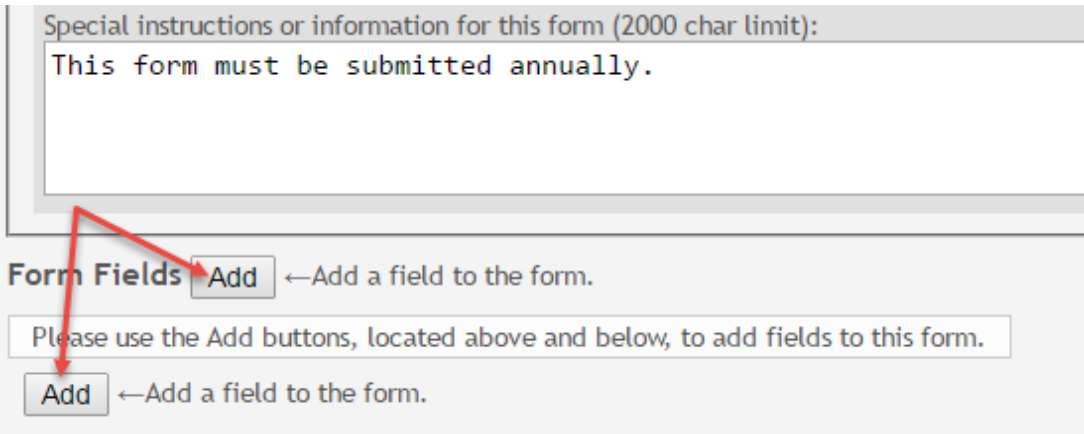 Special instructions or information for this form (2000 char limit):
This form must be submitted annually.
Form Fields Add ←Add a field to the form.
Please use the Add buttons, located above and below, to add fields to this form.
Add ←Add a field to the form.